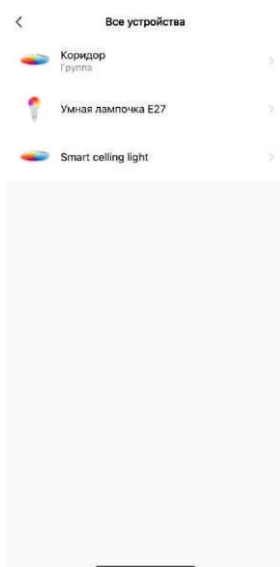 Все устройства
Коридор
Группа
Умная лампочка E27
Smart celling light